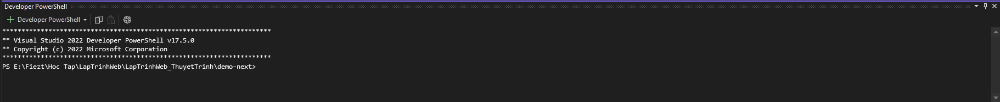 Developer PowerShell
Developer PowerShell
**********************************************************************
** Visual Studio 2022 Developer PowerShell v17.5.0
** Copyright (c) 2022 Microsoft Corporation
**********************************************************************
PS E:\Fiezt\Hoc Tap\LapTrinhWeb\LapTrinhWeb_ThuyetTrinh\demo-next>